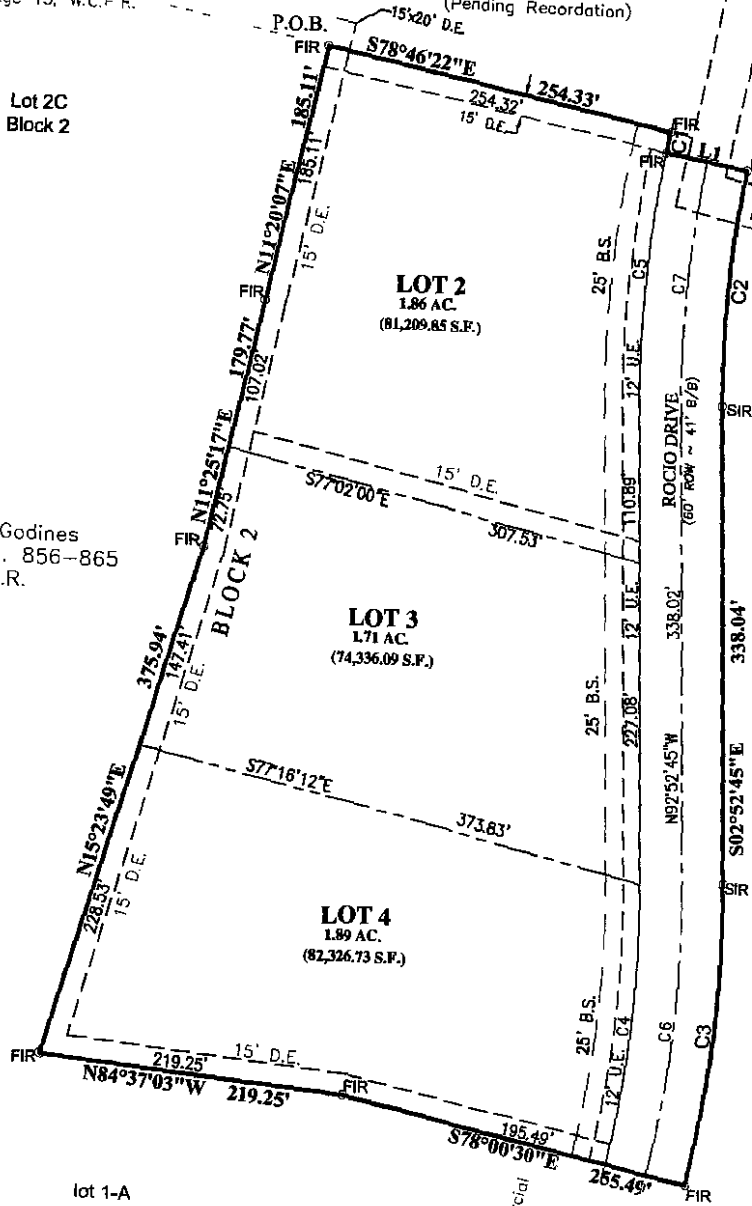 (Pending Recordation)
15'x20' D.E.
P.O.B.
FIR
S78°46'22"E
254.33'
254.32'
15' D.E.
FIR
FIR
C1
L1
Lot 2C
Block 2
185.11'
185.11'
N11°20'07"E
15' D.E.
FIR
LOT 2
1.86 AC.
(81,209.85 S.F.)
25' B.S.
C5
C7
C2
12' U.E.
ROCIO DRIVE
(60' ROW ~ 41' B/B)
SIR
179.77'
107.02'
N11°25'17"E
72.75'
15' D.E.
S77°02'00"E
307.53'
110.89'
FIR
Godines
. 856-865
.R.
BLOCK 2
LOT 3
1.71 AC.
(74,336.09 S.F.)
12' U.E.
338.02'
338.04'
375.94'
147.41'
15' D.E.
25' B.S.
227.08'
N92°52'45"W
S02°52'45"E
S77°16'12"E
373.83'
N15°23'49"E
228.53'
15' D.E.
SIR
LOT 4
1.89 AC.
(82,326.73 S.F.)
25' B.S.
12' U.E.
C4
C6
C3
FIR
15' D.E.
219.25'
N84°37'03"W
219.25'
FIR
195.49'
S78°00'30"E
255.49'
FIR
lot 1-A
cial